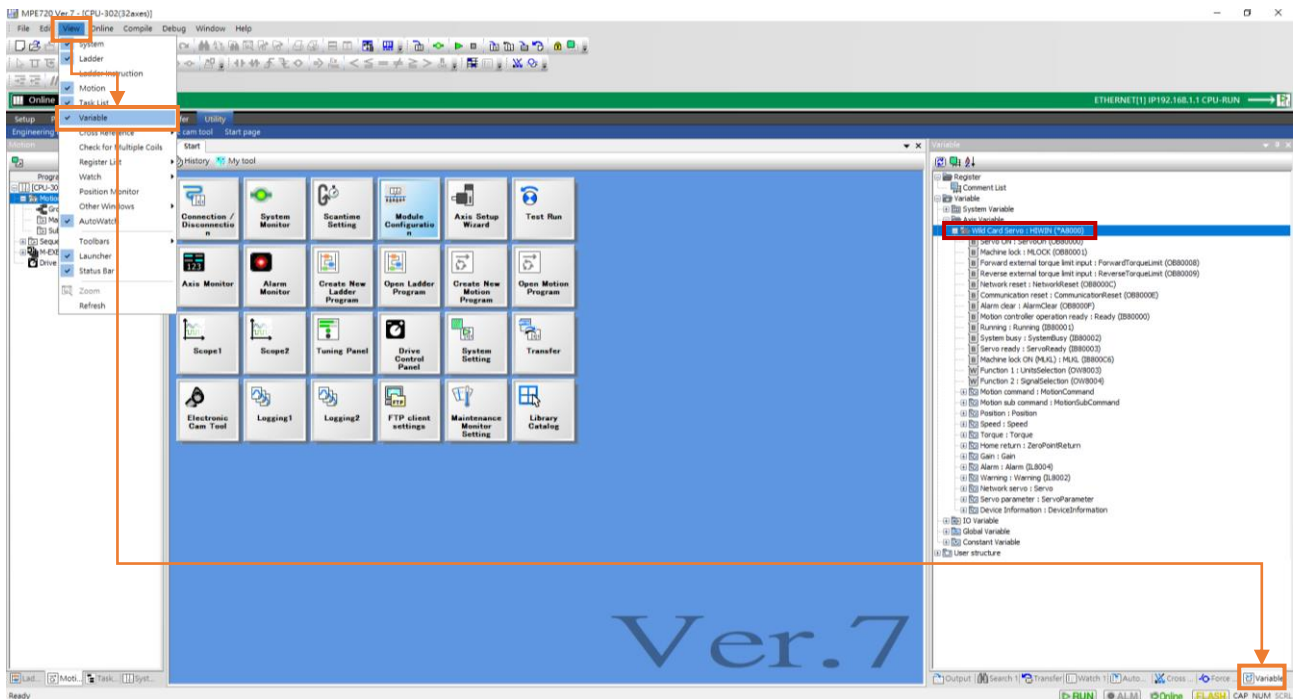 MPE720 Ver.7 - [CPU-302(32axes)]
File Edit View Online Compile Debug Window Help
System
Ladder
Ladder Instruction
Motion
Task List
Variable
Cross Reference
Check for Multiple Coils
Register List
Watch
Position Monitor
Other Windows
AutoWatch
Toolbars
Launcher
Status Bar
Zoom
Refresh
Online
ETHERNET[1] IP192.168.1.1 CPU-RUN
Setup
Utility
Engineering
cam tool Start page
Motion
Start
History My tool
Connection / Disconnectio n
System Monitor
Scantime Setting
Module Configuratio n
Axis Setup Wizard
Test Run
Axis Monitor
Alarm Monitor
Create New Ladder Program
Open Ladder Program
Create New Motion Program
Open Motion Program
Scope1
Scope2
Tuning Panel
Drive Control Panel
System Setting
Transfer
Electronic Cam Tool
Logging1
Logging2
FTP client settings
Maintenance Monitor Setting
Library Catalog
Ver.7
Variable
Register
Comment List
Variable
System Variable
Axis Variable
Wild Card Servo : HIWIN (*A8000)
Servo ON : ServoOn (OB80000)
Machine lock : MLOCK (OB80001)
Forward external torque limit input : ForwardTorqueLimit (OB80008)
Reverse external torque limit input : ReverseTorqueLimit (OB80009)
Network reset : NetworkReset (OB8000C)
Communication reset : CommunicationReset (OB8000E)
Alarm clear : AlarmClear (OB8000F)
Motion controller operation ready : Ready (IB80000)
Running : Running (IB80001)
System busy : SystemBusy (IB80002)
Servo ready : ServoReady (IB80003)
Machine lock ON (MLKL) : MLKL (IB800C6)
Function 1 : UnitsSelection (OW8003)
Function 2 : SignalSelection (OW8004)
Motion command : MotionCommand
Motion sub command : MotionSubCommand
Position : Position
Speed : Speed
Torque : Torque
Home return : ZeroPointReturn
Gain : Gain
Alarm : Alarm (IL8004)
Warning : Warning (IL8002)
Network servo : Servo
Servo parameter : ServoParameter
Device Information : DeviceInformation
IO Variable
Global Variable
Constant Variable
User structure
Lad... Moti... Task... Syst...
Output Search 1 Transfer Watch 1 Auto... Cross ... Force ... Variable
Ready
RUN ALM Online FLASH CAP NUM SCRL